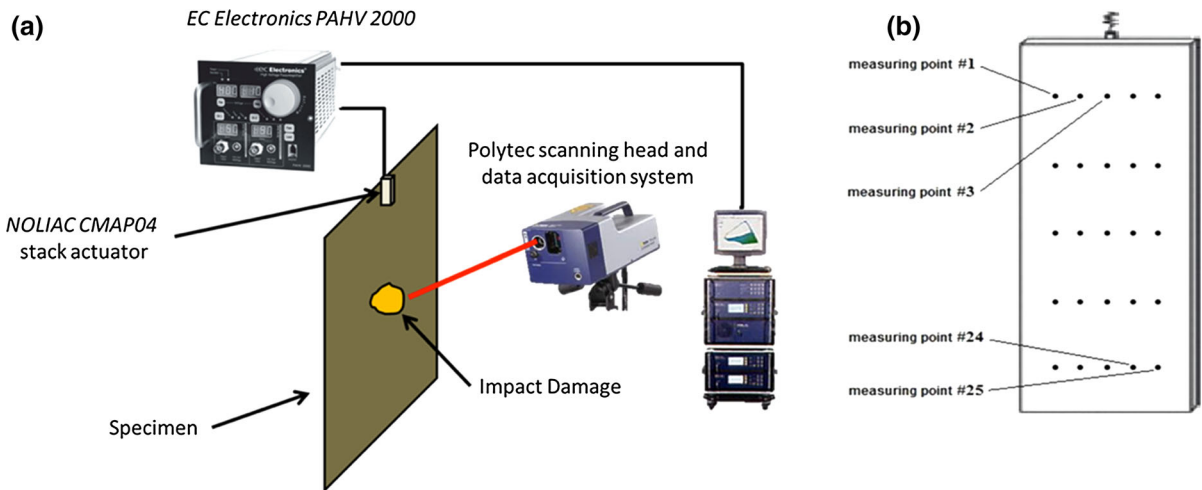 (a)
EC Electronics PAHV 2000
Electronics
NOLIAC CMAP04
stack actuator
Polytec scanning head and
data acquisition system
Impact Damage
Specimen
(b)
measuring point #1
measuring point #2
measuring point #3
measuring point #24
measuring point #25